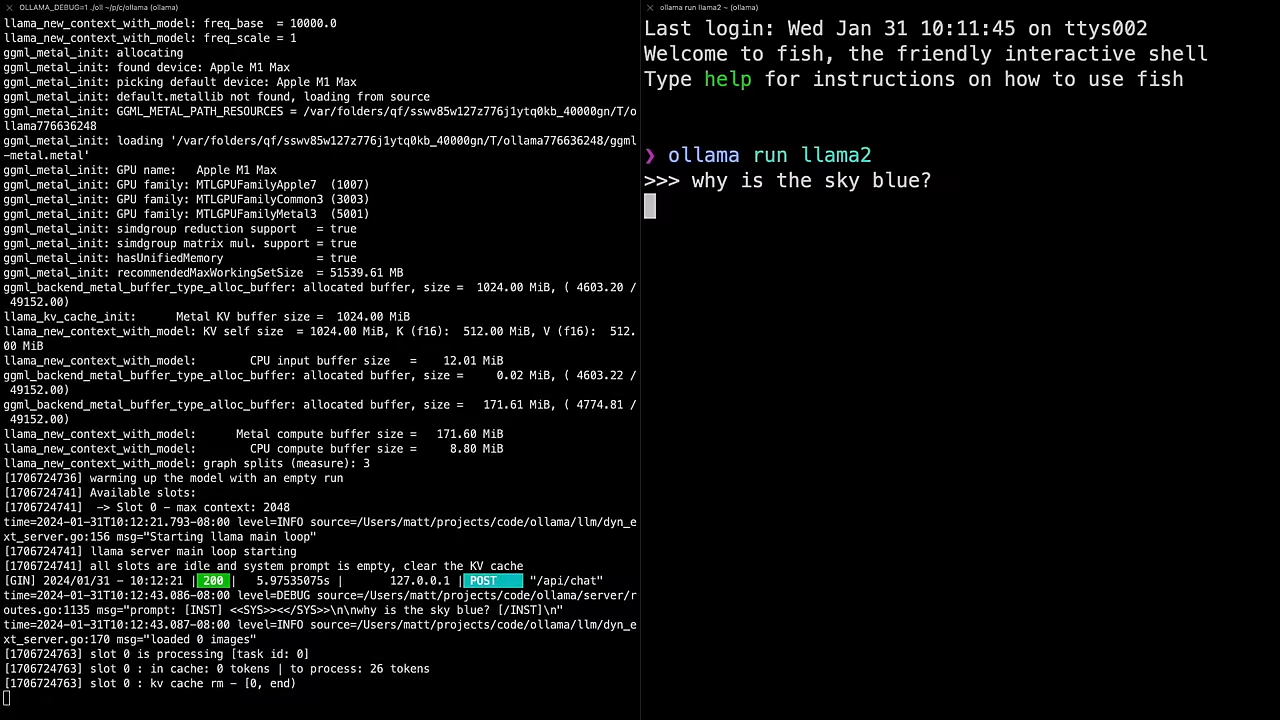 OLLAMA_DEBUG=1 ./oll ~/p/c/ollama (ollama)
llama_new_context_with_model: freq_base  = 10000.0
llama_new_context_with_model: freq_scale = 1
ggml_metal_init: allocating
ggml_metal_init: found device: Apple M1 Max
ggml_metal_init: picking default device: Apple M1 Max
ggml_metal_init: default.metallib not found, loading from source
ggml_metal_init: GGML_METAL_PATH_RESOURCES = /var/folders/qf/sswv85w127z776j1ytq0kb_40000gn/T/o
llama776636248
ggml_metal_init: loading '/var/folders/qf/sswv85w127z776j1ytq0kb_40000gn/T/ollama776636248/ggml
-metal.metal'
ggml_metal_init: GPU name:   Apple M1 Max
ggml_metal_init: GPU family: MTLGPUFamilyApple7  (1007)
ggml_metal_init: GPU family: MTLGPUFamilyCommon3 (3003)
ggml_metal_init: GPU family: MTLGPUFamilyMetal3  (5001)
ggml_metal_init: simdgroup reduction support   = true
ggml_metal_init: simdgroup matrix mul. support = true
ggml_metal_init: hasUnifiedMemory              = true
ggml_metal_init: recommendedMaxWorkingSetSize  = 51539.61 MB
ggml_backend_metal_buffer_type_alloc_buffer: allocated buffer, size =  1024.00 MiB, ( 4603.20 /
 49152.00)
llama_kv_cache_init:      Metal KV buffer size =  1024.00 MiB
llama_new_context_with_model: KV self size  = 1024.00 MiB, K (f16):  512.00 MiB, V (f16):  512.
00 MiB
llama_new_context_with_model:        CPU input buffer size   =    12.01 MiB
ggml_backend_metal_buffer_type_alloc_buffer: allocated buffer, size =     0.02 MiB, ( 4603.22 /
 49152.00)
ggml_backend_metal_buffer_type_alloc_buffer: allocated buffer, size =   171.61 MiB, ( 4774.81 /
 49152.00)
llama_new_context_with_model:      Metal compute buffer size =   171.60 MiB
llama_new_context_with_model:        CPU compute buffer size =     8.80 MiB
llama_new_context_with_model: graph splits (measure): 3
[1706724736] warming up the model with an empty run
[1706724741] Available slots:
[1706724741]  -> Slot 0 - max context: 2048
time=2024-01-31T10:12:21.793-08:00 level=INFO source=/Users/matt/projects/code/ollama/llm/dyn_e
xt_server.go:156 msg="Starting llama main loop"
[1706724741] llama server main loop starting
[1706724741] all slots are idle and system prompt is empty, clear the KV cache
[GIN] 2024/01/31 - 10:12:21 | 200 |   5.97535075s |       127.0.0.1 | POST     "/api/chat"
time=2024-01-31T10:12:43.086-08:00 level=DEBUG source=/Users/matt/projects/code/ollama/server/r
outes.go:1135 msg="prompt: [INST] <<SYS>><</SYS>>\n\nwhy is the sky blue? [/INST]\n"
time=2024-01-31T10:12:43.087-08:00 level=INFO source=/Users/matt/projects/code/ollama/llm/dyn_e
xt_server.go:170 msg="loaded 0 images"
[1706724763] slot 0 is processing [task id: 0]
[1706724763] slot 0 : in cache: 0 tokens | to process: 26 tokens
[1706724763] slot 0 : kv cache rm - [0, end)
ollama run llama2 ~ (ollama)
Last login: Wed Jan 31 10:11:45 on ttys002
Welcome to fish, the friendly interactive shell
Type help for instructions on how to use fish
❯ ollama run llama2
>>> why is the sky blue?